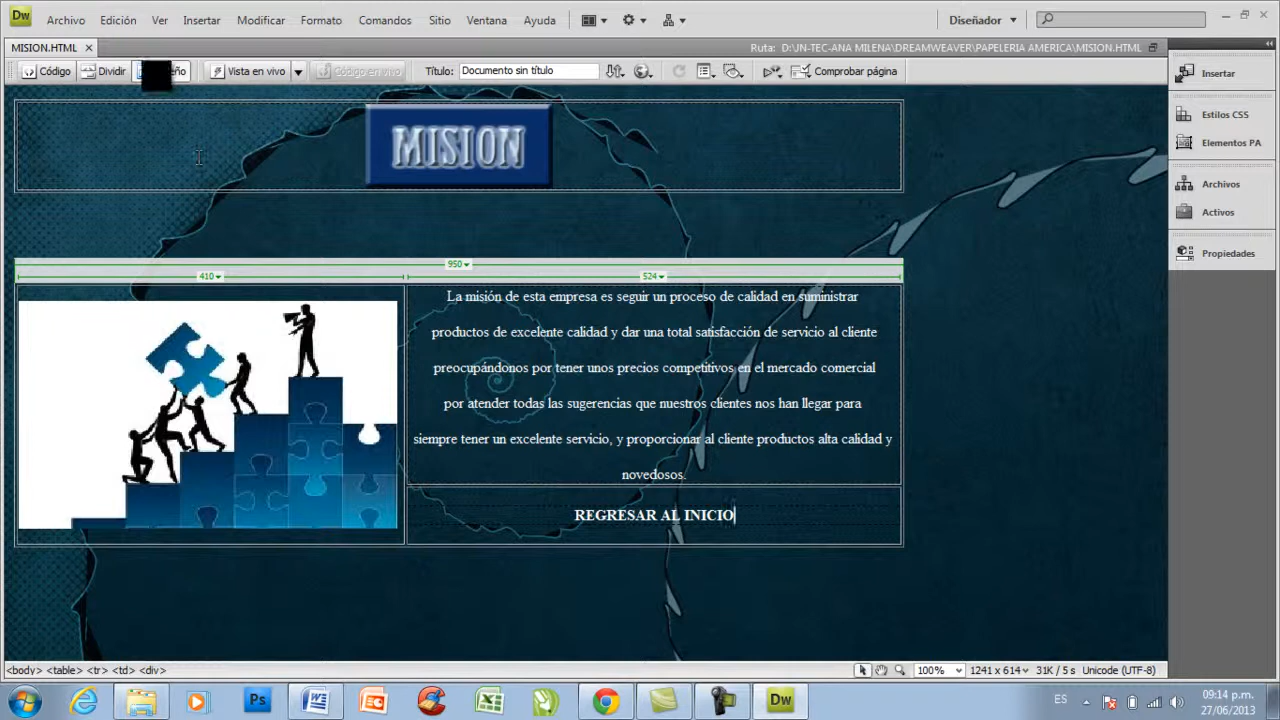 Dw Archivo Edición Ver Insertar Modificar Formato Comandos Sitio Ventana Ayuda Diseñador
MISION.HTML Ruta: D:\JN-TEC-ANA MILENA\DREAMWEAVER\PAPELERIA AMERICA\MISION.HTML
Código Dividir Vista en vivo Código en vivo Título: Documento sin título Comprobar página
Insertar
Estilos CSS
Elementos PA
Archivos
Activos
Propiedades
MISION
950
410 524
La misión de esta empresa es seguir un proceso de calidad en suministrar
productos de excelente calidad y dar una total satisfacción de servicio al cliente
preocupándonos por tener unos precios competitivos en el mercado comercial
por atender todas las sugerencias que nuestros clientes nos han llegar para
siempre tener un excelente servicio, y proporcionar al cliente productos alta calidad y
novedosos.
REGRESAR AL INICIO
<body> <table> <tr> <td> <div> 100% 1241 x 614 31K / 5 s Unicode (UTF-8)
Ps Dw ES 09:14 p.m.
27/06/2013